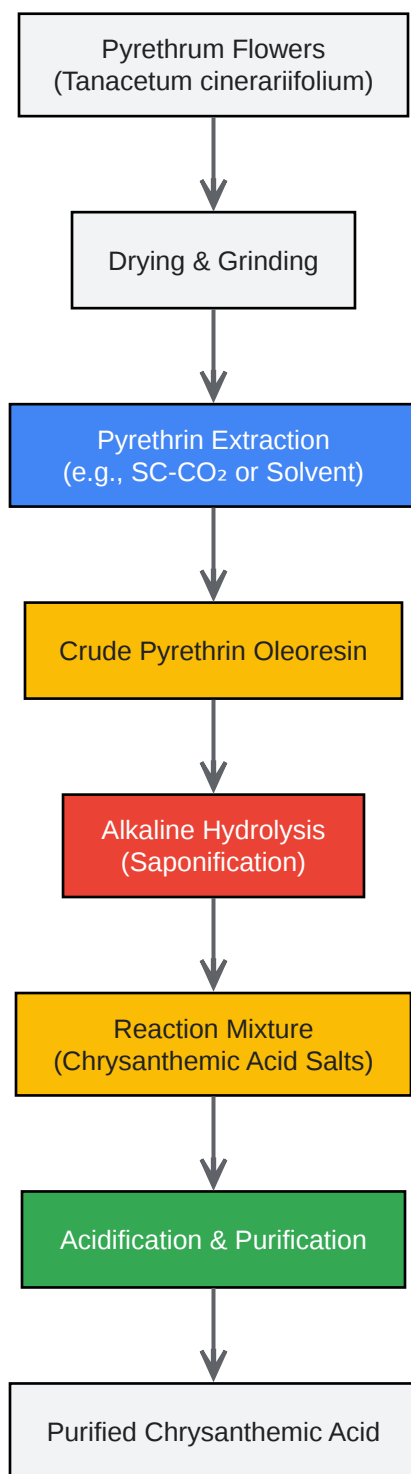 Pyrethrum Flowers
(Tanacetum cinerariifolium)
Drying & Grinding
Pyrethrin Extraction
(e.g., SC-CO₂ or Solvent)
Crude Pyrethrin Oleoresin
Alkaline Hydrolysis
(Saponification)
Reaction Mixture
(Chrysanthemic Acid Salts)
Acidification & Purification
Purified Chrysanthemic Acid